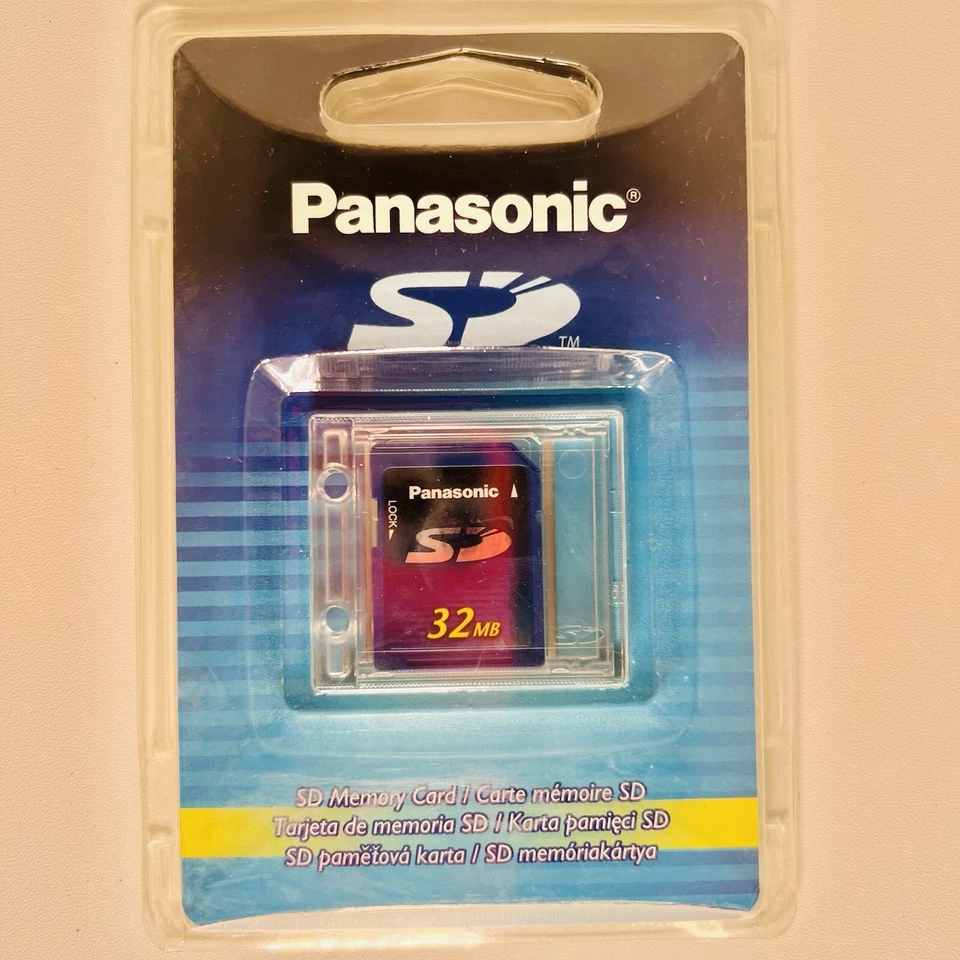 Panasonic®
SD™
Panasonic
LOCK
SD
32MB
SD
SD Memory Card / Carte mémoire SD
Tarjeta de memoria SD / Karta pamięci SD
SD paměťová karta / SD memóriakártya